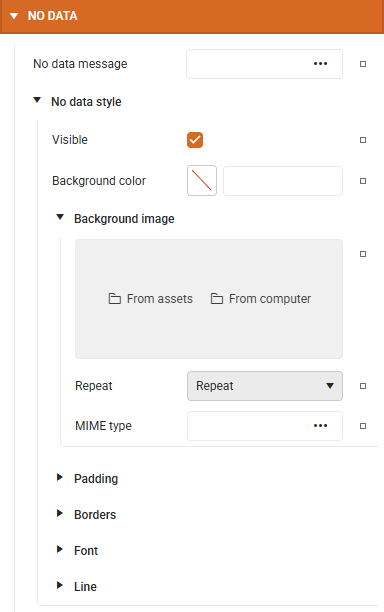 NO DATA
No data message
No data style
Visible
Background color
Background image
From assets From computer
Repeat Repeat
MIME type
Padding
Borders
Font
Line